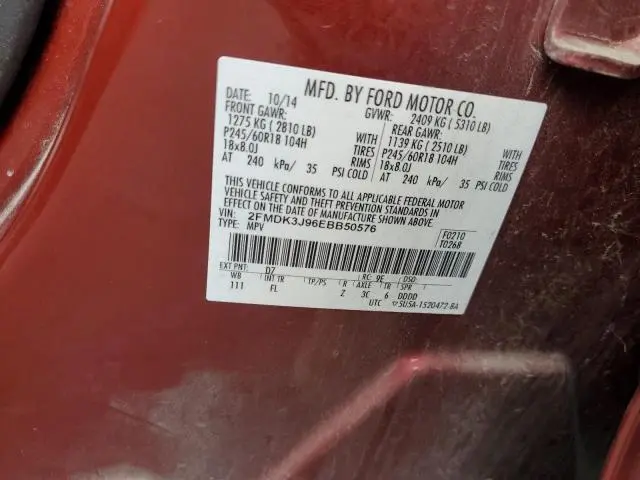 MFD. BY FORD MOTOR CO.
DATE: 10/14 GVWR: 2409 KG ( 5310 LB)
FRONT GAWR: REAR GAWR:
1275 KG ( 2810 LB) WITH 1139 KG ( 2510 LB) WITH
P245/60R18 104H TIRES P245/60R18 104H TIRES
18x8.0J RIMS 18x8.0J RIMS
AT 240 kPa/ 35 PSI COLD AT 240 kPa/ 35 PSI COLD
THIS VEHICLE CONFORMS TO ALL APPLICABLE FEDERAL MOTOR
VEHICLE SAFETY AND THEFT PREVENTION STANDARDS IN
EFFECT ON THE DATE OF MANUFACTURE SHOWN ABOVE.
VIN: 2FMDK3J96EBB50576 F0210
TYPE: MPV T0268
EXT PNT: D7 RC: 9E DSO:
WB INT TR TP/PS R AXLE TR SPR
111 FL Z 3C 6 DDDD
UTC 5U5A-1520472-BA